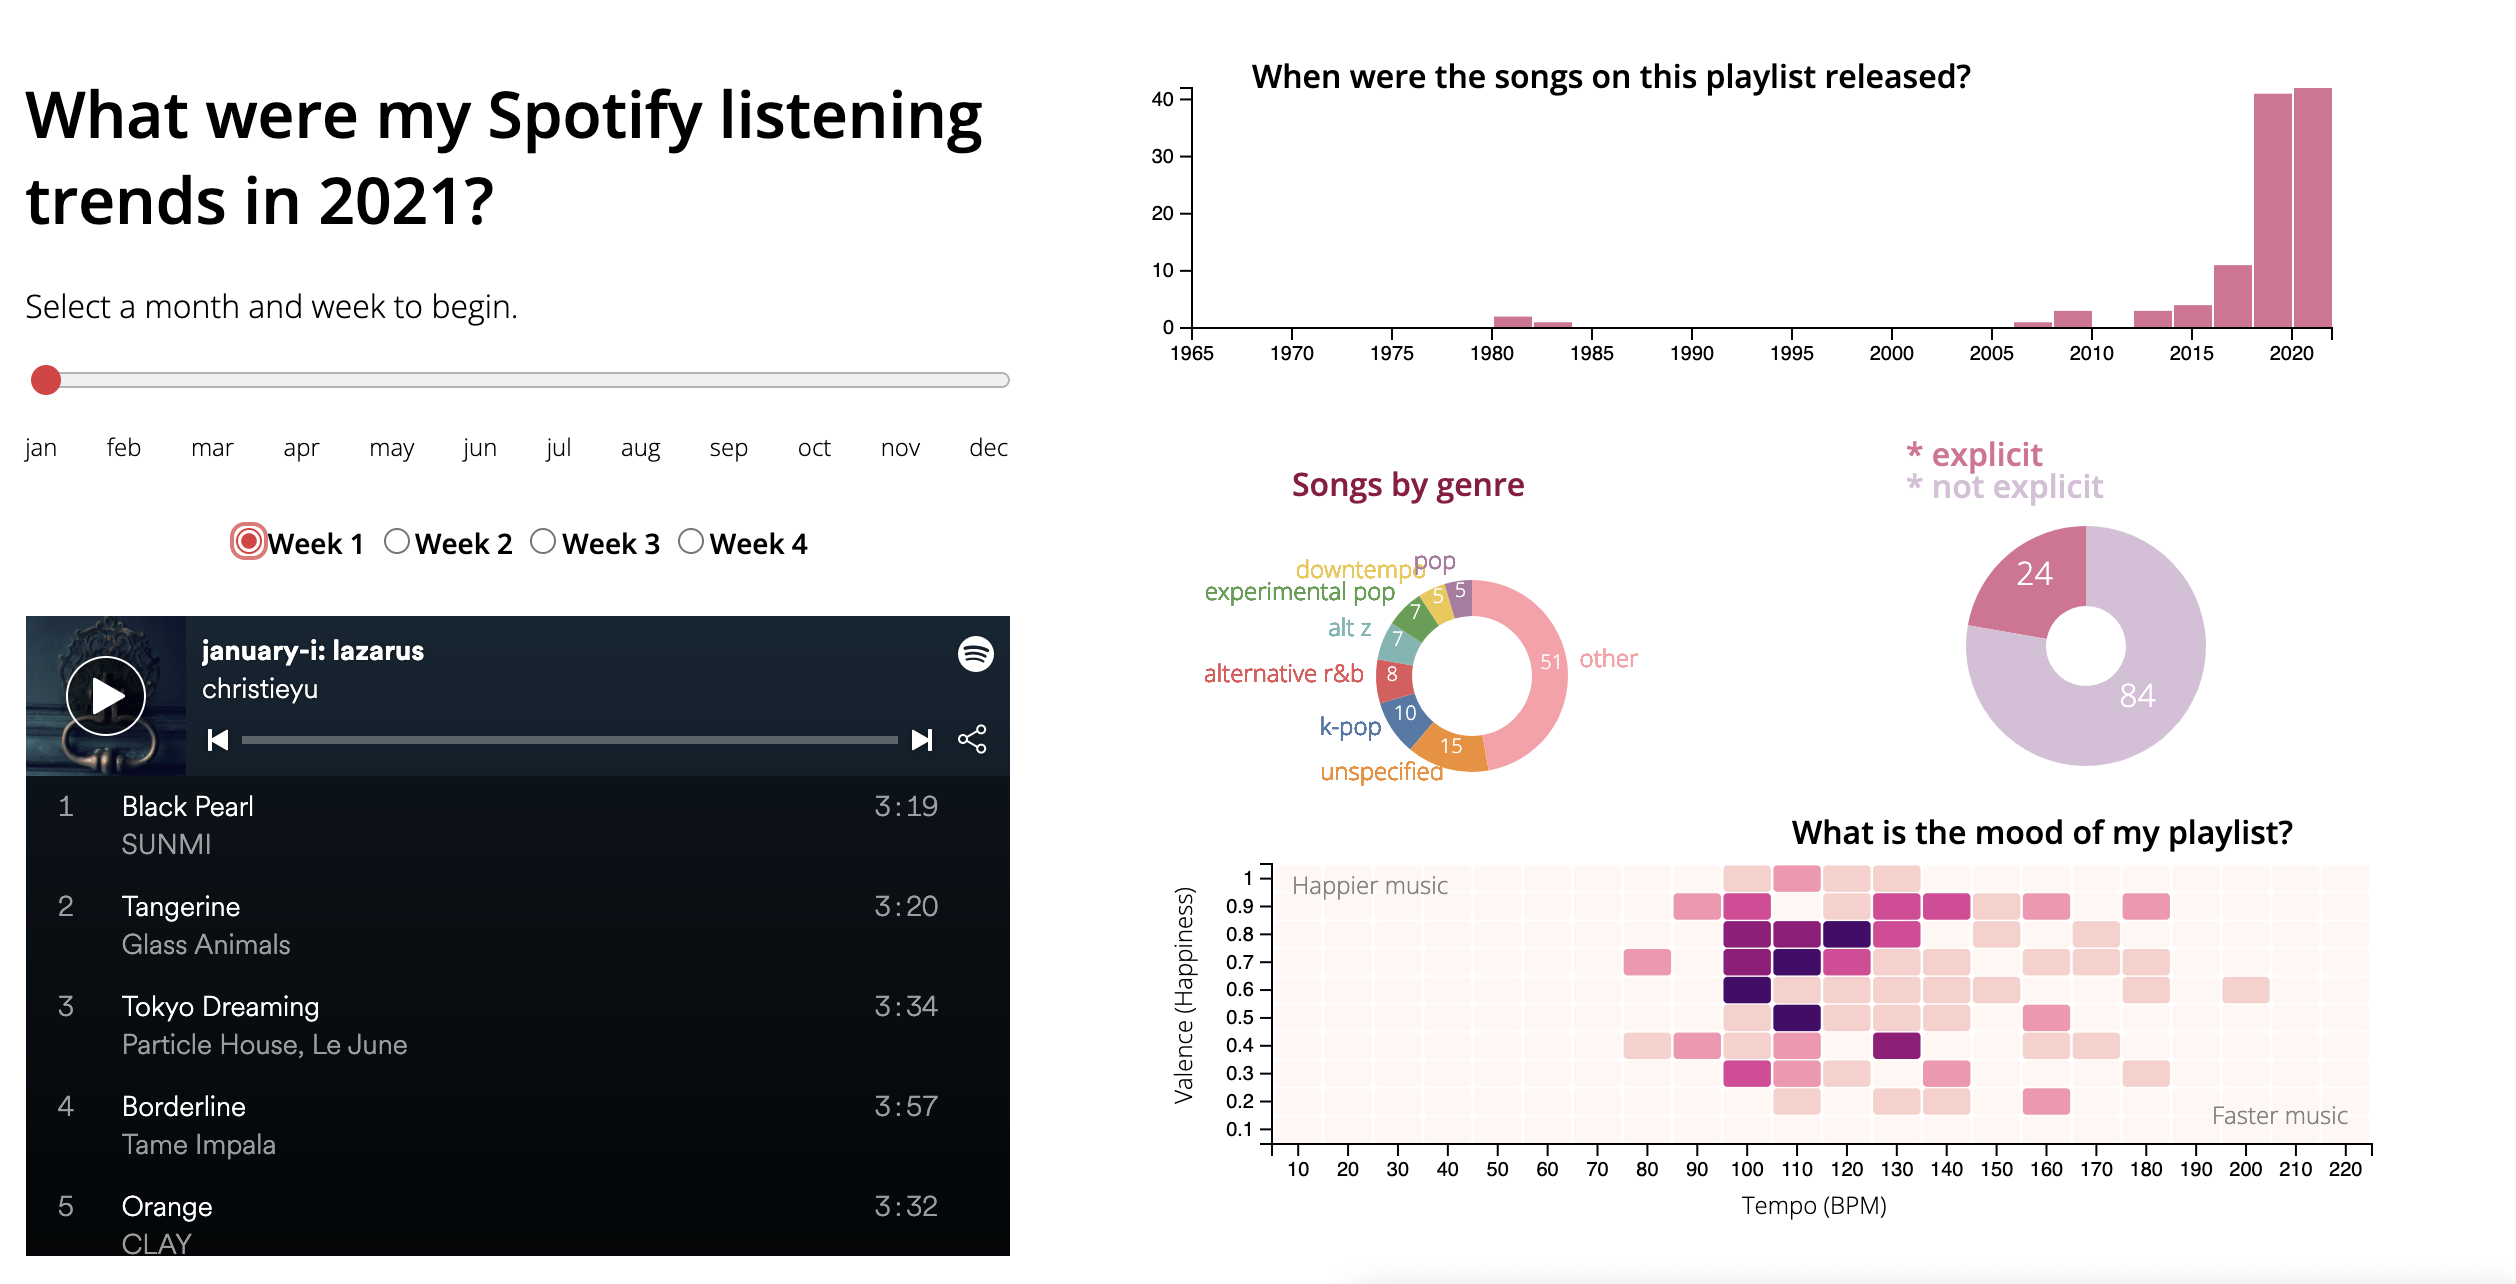 What were my Spotify listening
trends in 2021?
Select a month and week to begin.
jan feb mar apr may jun jul aug sep oct nov dec
Week 1 Week 2 Week 3 Week 4
january-i: lazarus
christieyu
1 Black Pearl 3:19
SUNMI
2 Tangerine 3:20
Glass Animals
3 Tokyo Dreaming 3:34
Particle House, Le June
4 Borderline 3:57
Tame Impala
5 Orange 3:32
CLAY
When were the songs on this playlist released?
40
30
20
10
0
1965 1970 1975 1980 1985 1990 1995 2000 2005 2010 2015 2020
Songs by genre
pop
downtempo
experimental pop
alt z
alternative r&b
k-pop
unspecified
other
5
5
7
7
8
10
15
51
* explicit
* not explicit
24
84
What is the mood of my playlist?
Valence (Happiness)
1
0.9
0.8
0.7
0.6
0.5
0.4
0.3
0.2
0.1
Happier music
Faster music
10 20 30 40 50 60 70 80 90 100 110 120 130 140 150 160 170 180 190 200 210 220
Tempo (BPM)